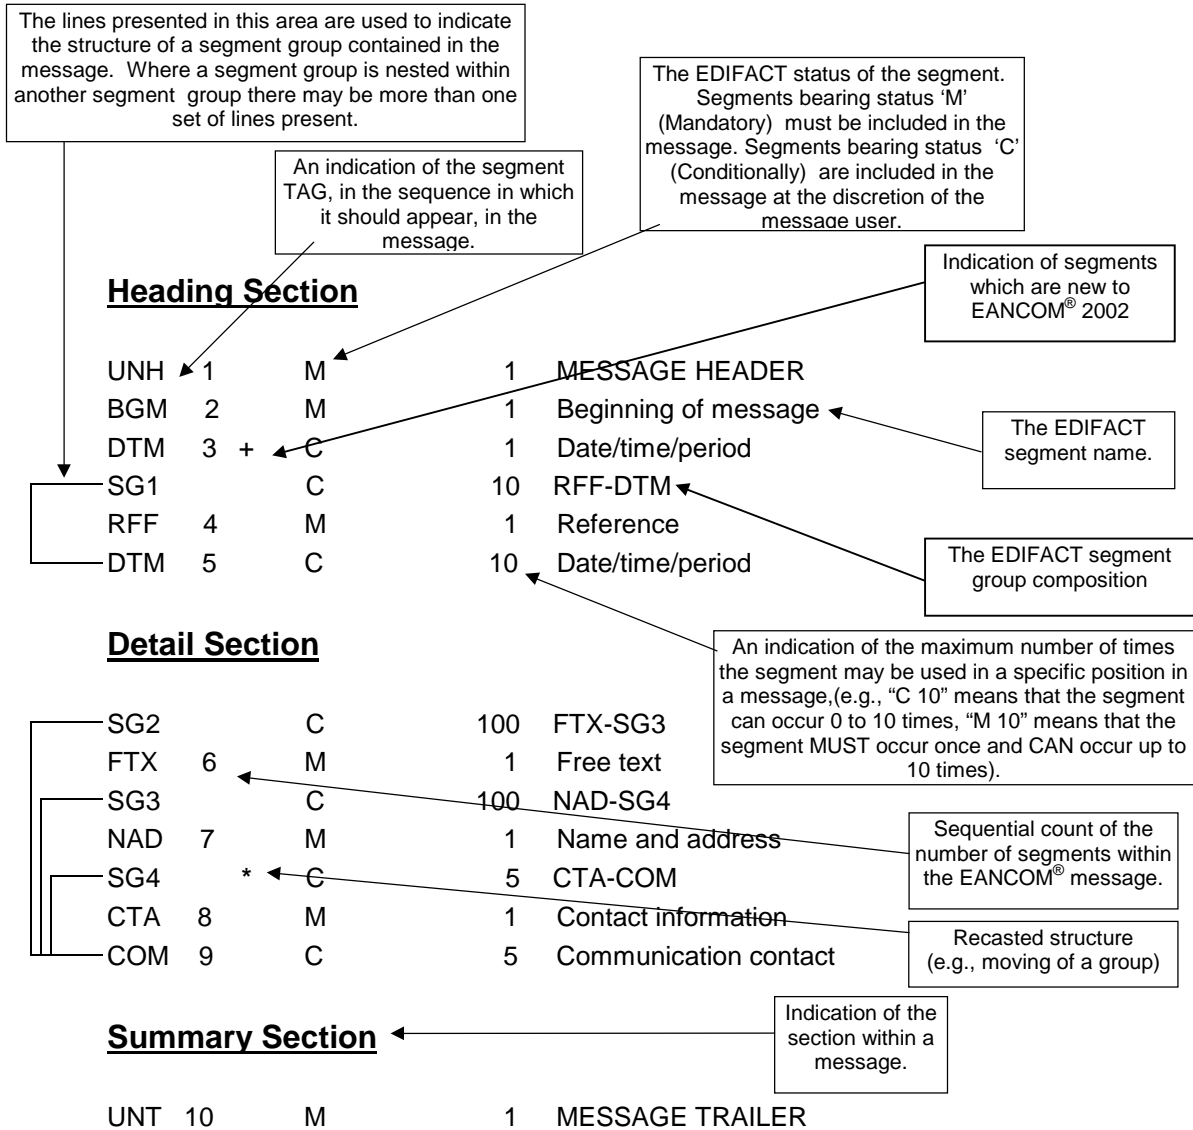 The lines presented in this area are used to indicate
the structure of a segment group contained in the
message. Where a segment group is nested within
another segment group there may be more than one
set of lines present.
The EDIFACT status of the segment.
Segments bearing status ‘M’
(Mandatory) must be included in the
message. Segments bearing status ‘C’
(Conditionally) are included in the
message at the discretion of the
message user.
An indication of the segment
TAG, in the sequence in which
it should appear, in the
message.
Indication of segments
which are new to
EANCOM® 2002
Heading Section
UNH 1 M 1 MESSAGE HEADER
BGM 2 M 1 Beginning of message
DTM 3 + C 1 Date/time/period
SG1 C 10 RFF-DTM
RFF 4 M 1 Reference
DTM 5 C 10 Date/time/period
The EDIFACT
segment name.
The EDIFACT segment
group composition
Detail Section
An indication of the maximum number of times
the segment may be used in a specific position in
a message,(e.g., “C 10” means that the segment
can occur 0 to 10 times, “M 10” means that the
segment MUST occur once and CAN occur up to
10 times).
SG2 C 100 FTX-SG3
FTX 6 M 1 Free text
SG3 C 100 NAD-SG4
NAD 7 M 1 Name and address
SG4 * C 5 CTA-COM
CTA 8 M 1 Contact information
COM 9 C 5 Communication contact
Sequential count of the
number of segments within
the EANCOM® message.
Recasted structure
(e.g., moving of a group)
Summary Section
Indication of the
section within a
message.
UNT 10 M 1 MESSAGE TRAILER